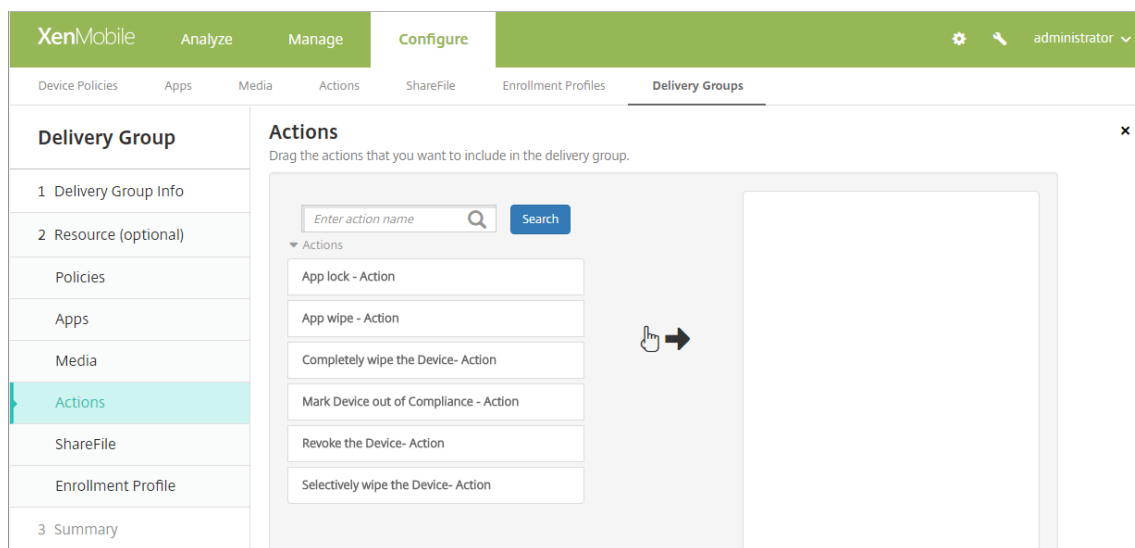 XenMobile Analyze Manage Configure administrator
Device Policies Apps Media Actions ShareFile Enrollment Profiles Delivery Groups
Delivery Group
1 Delivery Group Info
2 Resource (optional)
Policies
Apps
Media
Actions
ShareFile
Enrollment Profile
3 Summary
Actions
Drag the actions that you want to include in the delivery group.
Enter action name Search
Actions
App lock - Action
App wipe - Action
Completely wipe the Device- Action
Mark Device out of Compliance - Action
Revoke the Device- Action
Selectively wipe the Device- Action